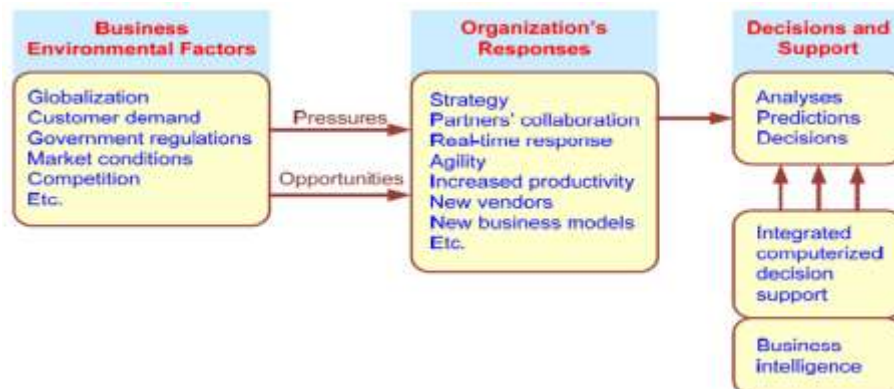 Business
Environmental Factors
Globalization
Customer demand
Government regulations
Market conditions
Competition
Etc.
Pressures
Opportunities
Organization's
Responses
Strategy
Partners' collaboration
Real-time response
Agility
Increased productivity
New vendors
New business models
Etc.
Decisions and
Support
Analyses
Predictions
Decisions
Integrated
computerized
decision
support
Business
intelligence